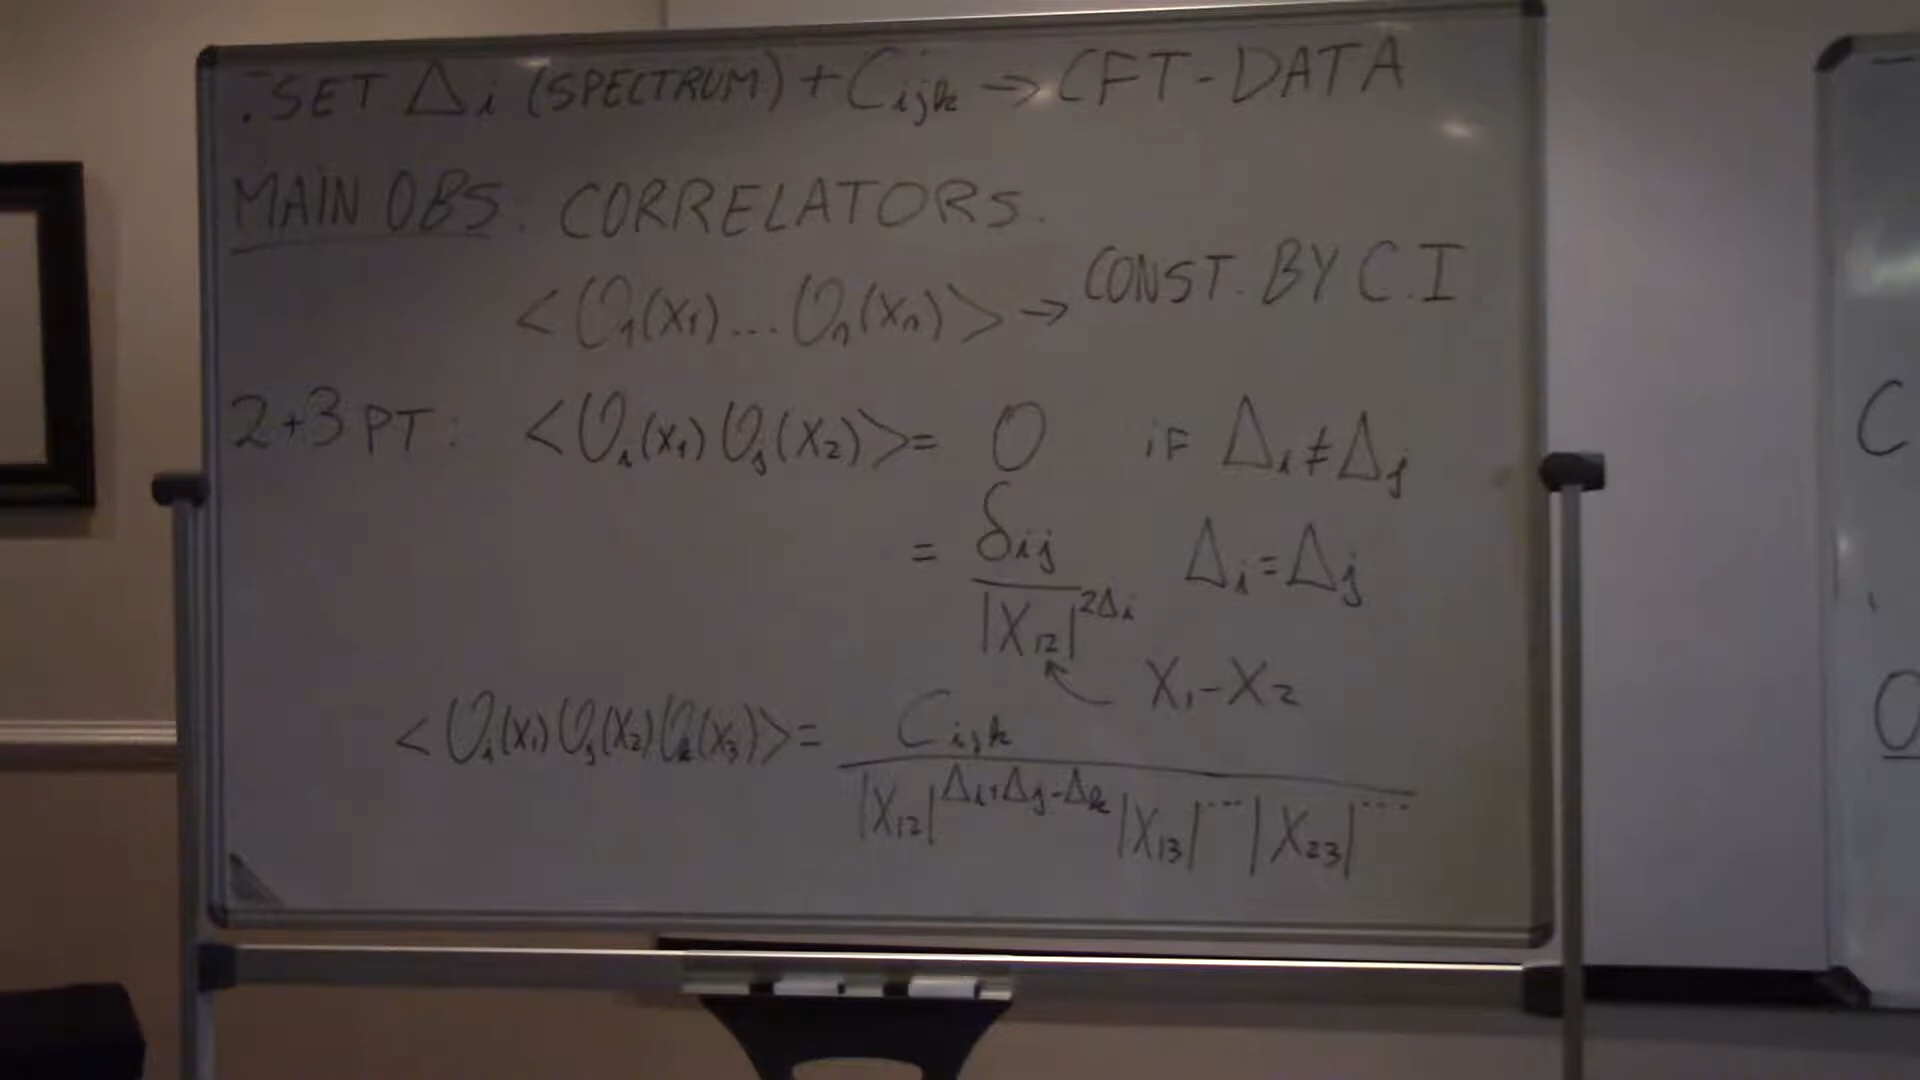 . SET Δi (SPECTRUM) + Cijk → CFT-DATA
MAIN OBS. CORRELATORS.
<O1(X1)...On(Xn)> → CONST. BY C.I.
2+3 PT: <Oi(X1) Oj(X2)> = 0 iF Δi ≠ Δj
= δij / |X12|^2Δi Δi = Δj
X1-X2
<Oi(X1) Oj(X2) Ok(X3)> = Cijk / |X12|^Δi+Δj-Δk |X13|^... |X23|^...
C
O